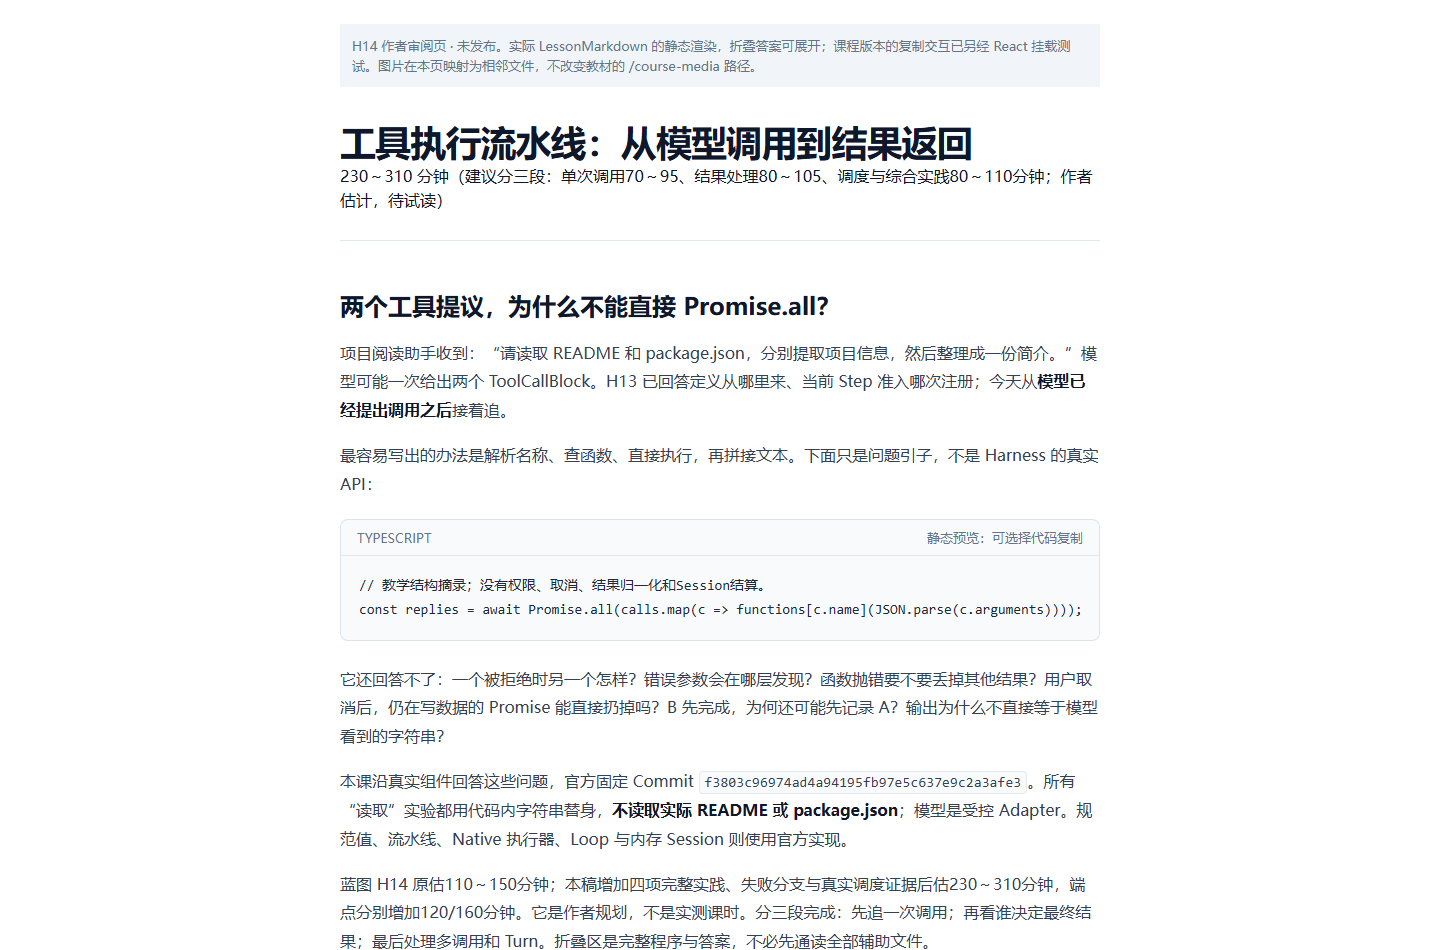 H14 作者审阅页 · 未发布。实际 LessonMarkdown 的静态渲染，折叠答案可展开；课程版本的复制交互已另经 React 挂载测
试。图片在本页映射为相邻文件，不改变教材的 /course-media 路径。
工具执行流水线：从模型调用到结果返回
230～310 分钟（建议分三段：单次调用70～95、结果处理80～105、调度与综合实践80～110分钟；作者
估计，待试读）
两个工具提议，为什么不能直接 Promise.all？
项目阅读助手收到：“请读取 README 和 package.json，分别提取项目信息，然后整理成一份简介。”模
型可能一次给出两个 ToolCallBlock。H13 已回答定义从哪里来、当前 Step 准入哪次注册；今天从模型已
经提出调用之后接着追。
最容易写出的办法是解析名称、查函数、直接执行，再拼接文本。下面只是问题引子，不是 Harness 的真实
API：
TYPESCRIPT
静态预览：可选择代码复制
// 教学结构摘录；没有权限、取消、结果归一化和Session结算。
const replies = await Promise.all(calls.map(c => functions[c.name](JSON.parse(c.arguments))));
它还回答不了：一个被拒绝时另一个怎样？错误参数会在哪层发现？函数抛错要不要丢掉其他结果？用户取
消后，仍在写数据的 Promise 能直接扔掉吗？B 先完成，为何还可能先记录 A？输出为什么不直接等于模型
看到的字符串？
本课沿真实组件回答这些问题，官方固定 Commit f3803c96974ad4a94195fb97e5c637e9c2a3afe3。所有
“读取”实验都用代码内字符串替身，不读取实际 README 或 package.json；模型是受控 Adapter。规
范值、流水线、Native 执行器、Loop 与内存 Session 则使用官方实现。
蓝图 H14 原估110～150分钟；本稿增加四项完整实践、失败分支与真实调度证据后估230～310分钟，端
点分别增加120/160分钟。它是作者规划，不是实测课时。分三段完成：先追一次调用；再看谁决定最终结
果；最后处理多调用和 Turn。折叠区是完整程序与答案，不必先通读全部辅助文件。